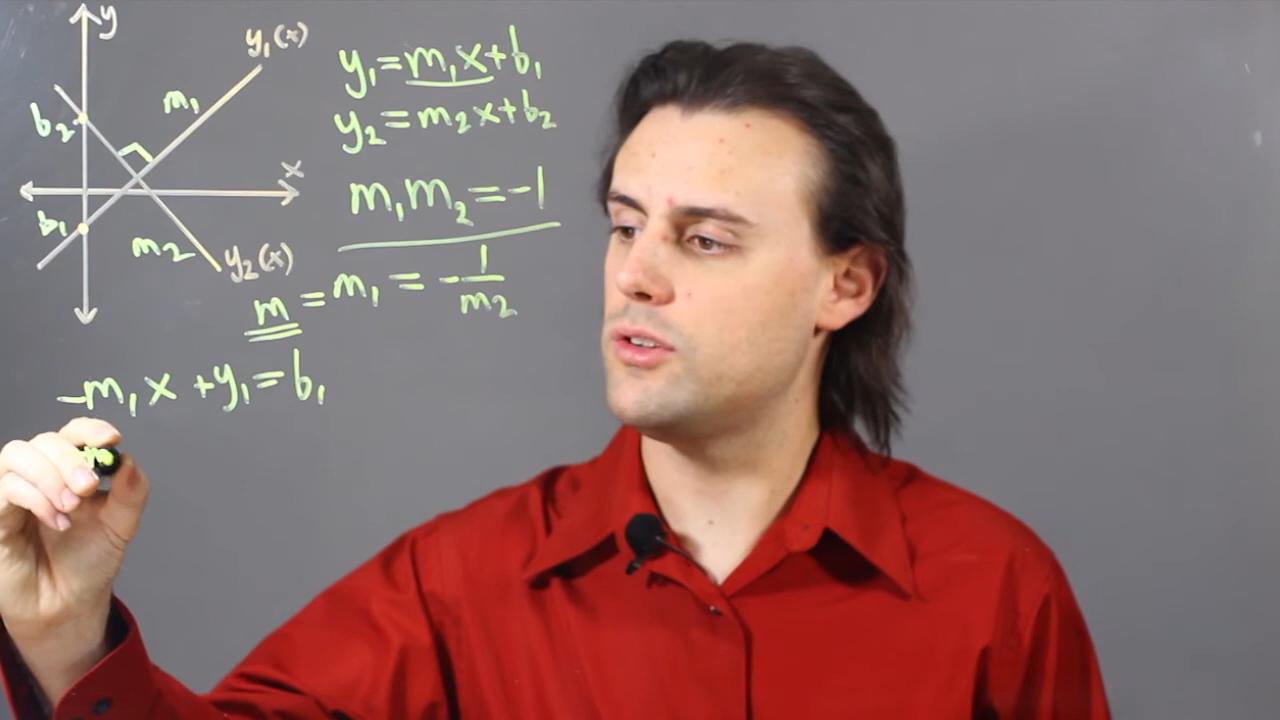 y
y₁(x)
m₁
b₂
x
b₁
m₂
y₂(x)
y₁=m₁x+b₁
y₂=m₂x+b₂
m₁m₂=-1
m=m₁=-1/m₂
-m₁x+y₁=b₁